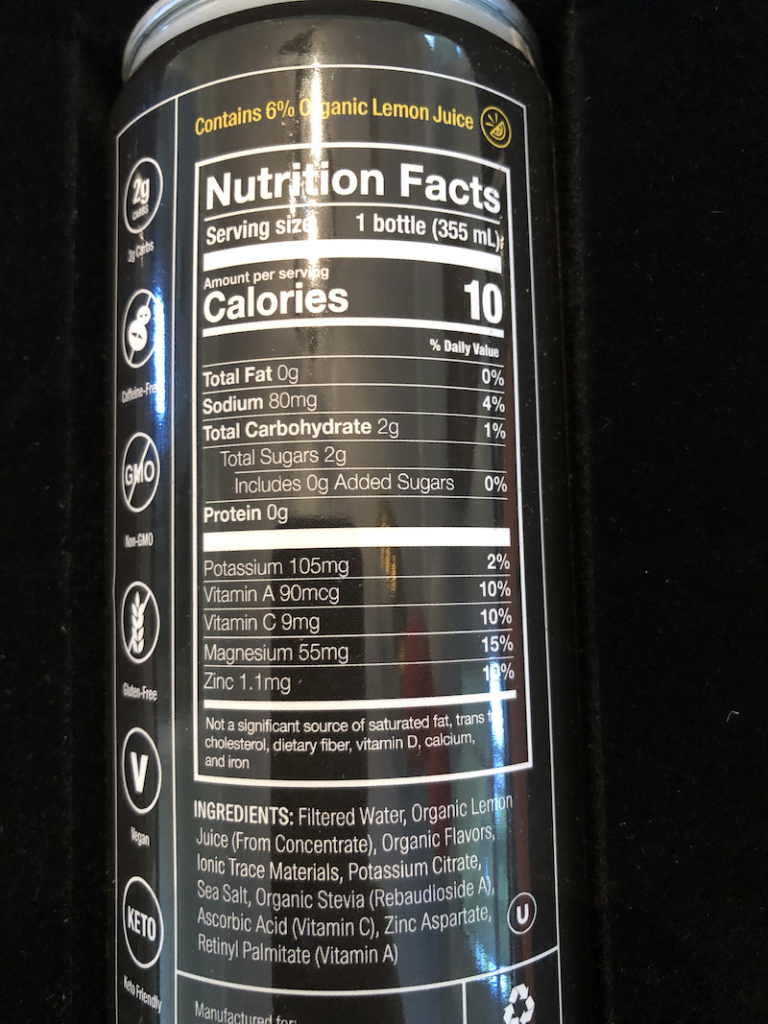 Contains 6% Organic Lemon Juice
Nutrition Facts
Serving size 1 bottle (355 mL)
Amount per serving
Calories 10
% Daily Value
Total Fat 0g 0%
Sodium 80mg 4%
Total Carbohydrate 2g 1%
Total Sugars 2g
Includes 0g Added Sugars 0%
Protein 0g
Potassium 105mg 2%
Vitamin A 90mcg 10%
Vitamin C 9mg 10%
Magnesium 55mg 15%
Zinc 1.1mg
Not a significant source of saturated fat, trans
cholesterol, dietary fiber, vitamin D, calcium,
and iron
INGREDIENTS: Filtered Water, Organic Lemon
Juice (From Concentrate), Organic Flavors,
Ionic Trace Materials, Potassium Citrate,
Sea Salt, Organic Stevia (Rebaudioside A),
Ascorbic Acid (Vitamin C), Zinc Aspartate,
Retinyl Palmitate (Vitamin A)
U
Manufactured for:
2g
CARBS
2g Carbs
Caffeine-Free
GMO
Non-GMO
Gluten-Free
V
Vegan
KETO
Keto Friendly